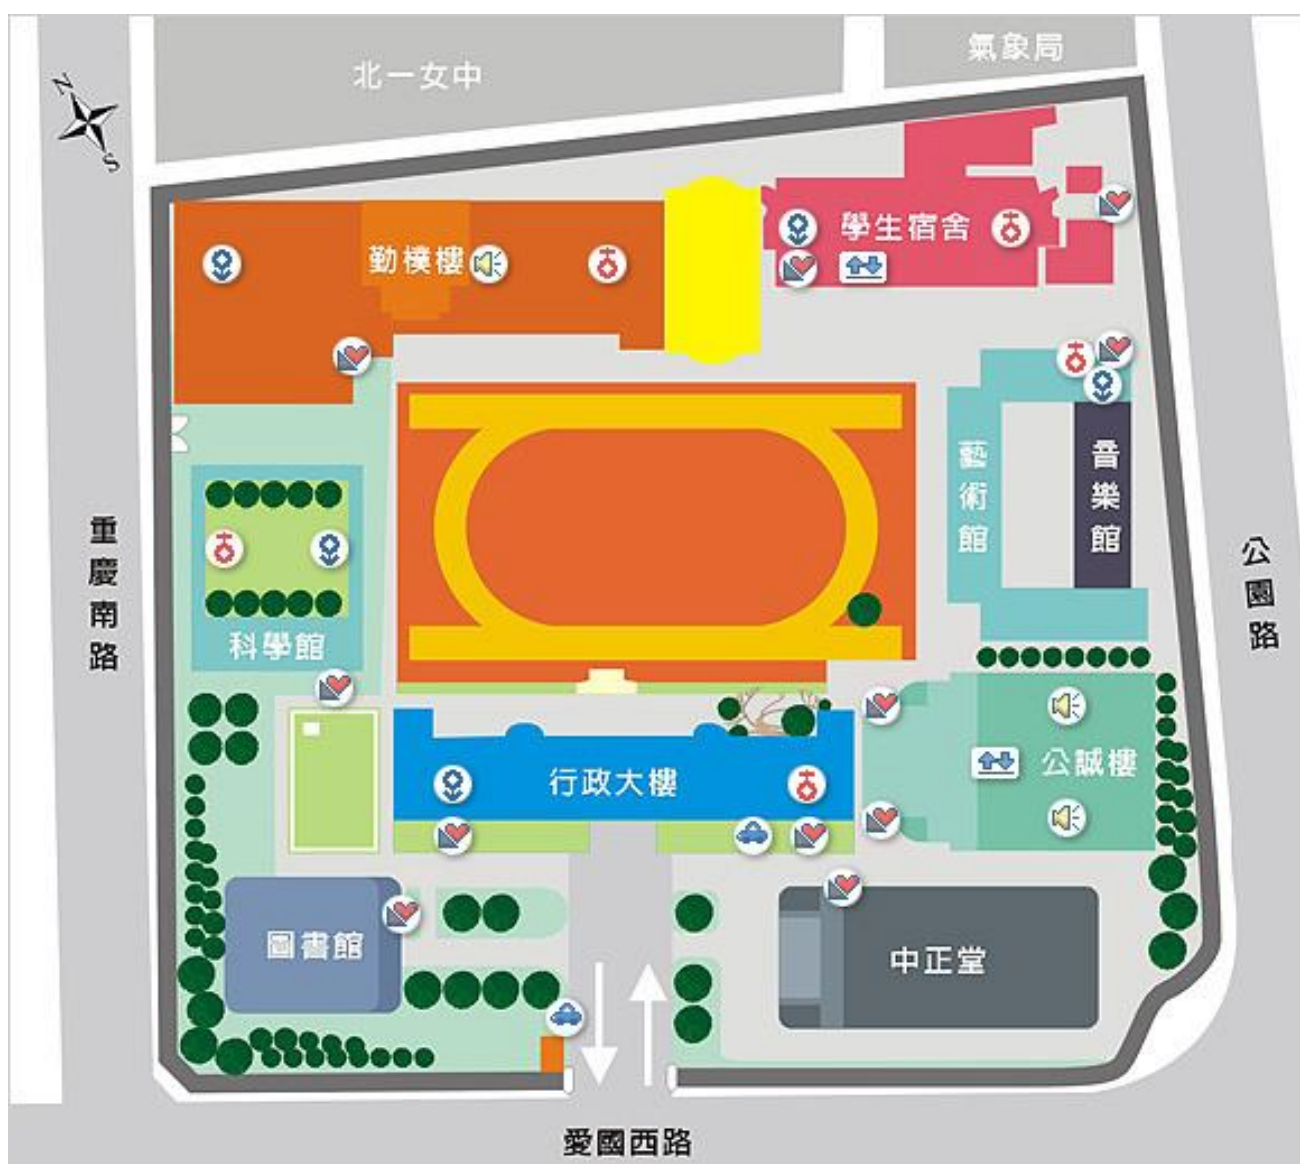 北一女中
氣象局
N
S
學生宿舍
勤樸樓
藝術館
音樂館
重慶南路
公園路
科學館
行政大樓
公誠樓
圖書館
中正堂
愛國西路